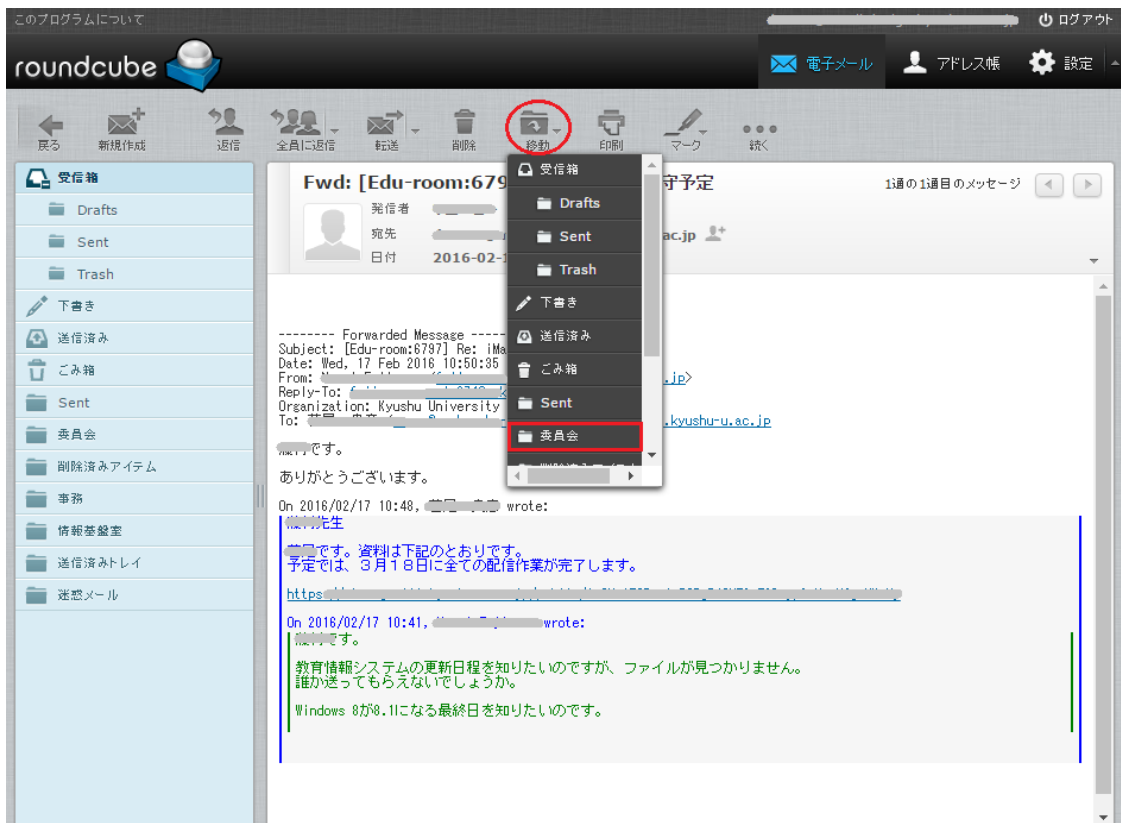 このプログラムについて
ログアウト
roundcube
電子メール
アドレス帳
設定
戻る
新規作成
返信
全員に返信
転送
削除
移動
印刷
マーク
続く
受信箱
Drafts
Sent
Trash
下書き
送信済み
ごみ箱
Sent
委員会
削除済みアイテム
事務
情報基盤室
送信済みトレイ
迷惑メール
受信箱
Drafts
Sent
Trash
下書き
送信済み
ごみ箱
Sent
委員会
Fwd: [Edu-room:679 守予定
1通の1通目のメッセージ
発信者
宛先 ac.jp
日付 2016-02-1
-------- Forwarded Message ----
Subject: [Edu-room:6797] Re: iMa
Date: Wed, 17 Feb 2016 10:50:35
From: .jp>
Reply-To:
Organization: Kyushu University
To: .kyushu-u.ac.jp
です。
ありがとうございます。
On 2016/02/17 10:48, wrote:
先生
です。資料は下記のとおりです。
予定では、３月１８日に全ての配信作業が完了します。
https
On 2016/02/17 10:41, wrote:
です。
教育情報システムの更新日程を知りたいのですが、ファイルが見つかりません。
誰か送ってもらえないでしょうか。
Windows 8が8.1になる最終日を知りたいのです。